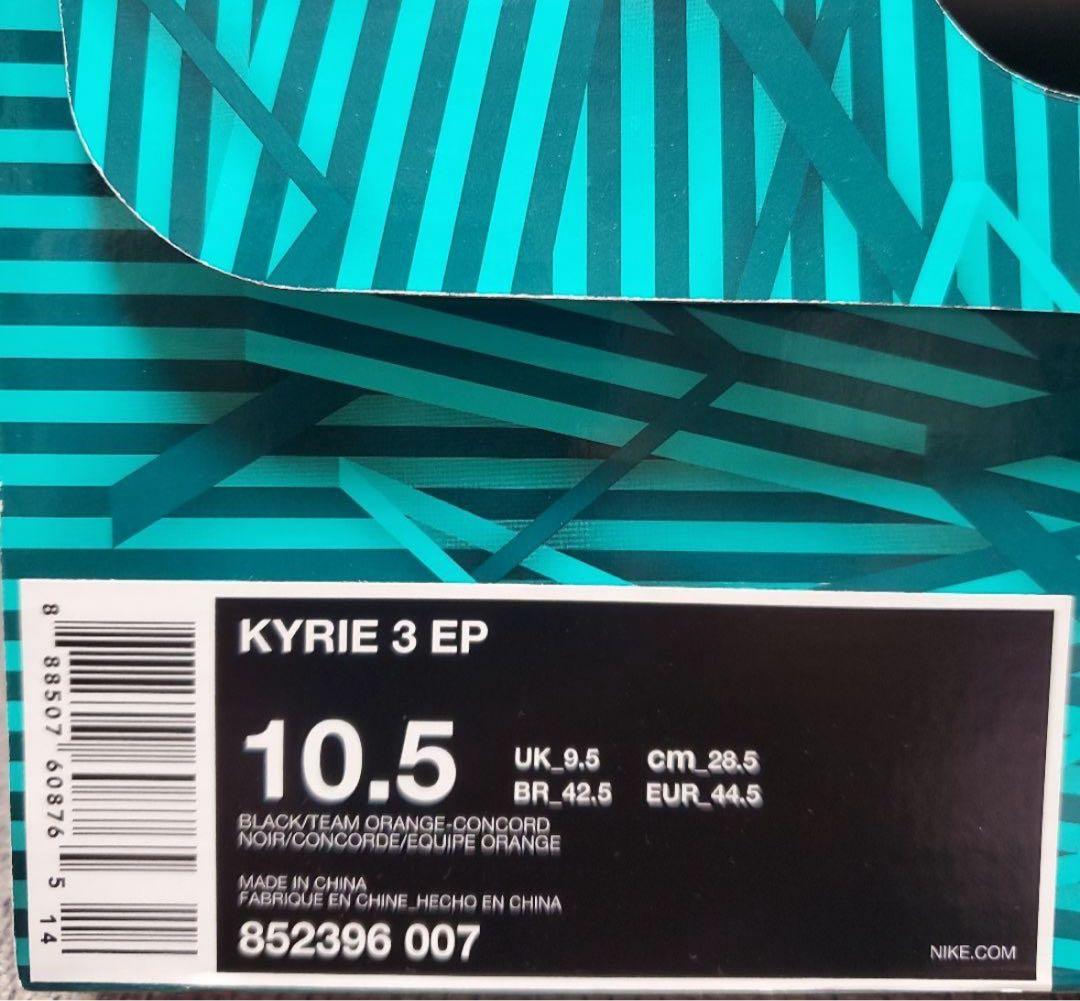 KYRIE 3 EP
10.5
UK_9.5 cm_28.5
BR_42.5 EUR_44.5
BLACK/TEAM ORANGE-CONCORD
NOIR/CONCORDE/EQUIPE ORANGE
MADE IN CHINA
FABRIQUE EN CHINE_HECHO EN CHINA
852396 007
NIKE.COM
8 88507 60876 5 14